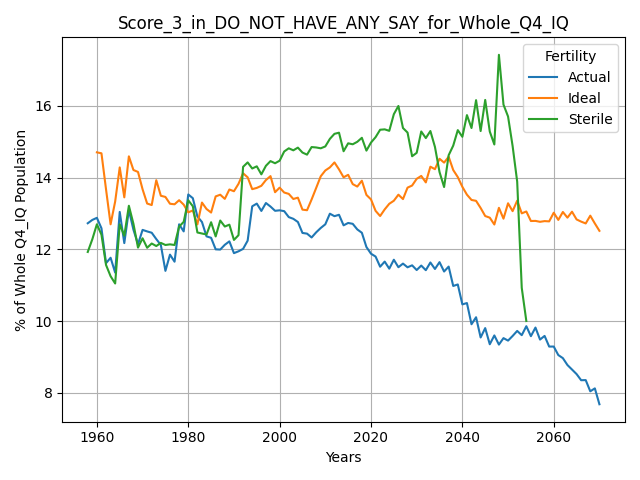 Score_3_in_DO_NOT_HAVE_ANY_SAY_for_Whole_Q4_IQ
Fertility
Actual
Ideal
Sterile
% of Whole Q4_IQ Population
16
14
12
10
8
1960
1980
2000
2020
2040
2060
Years